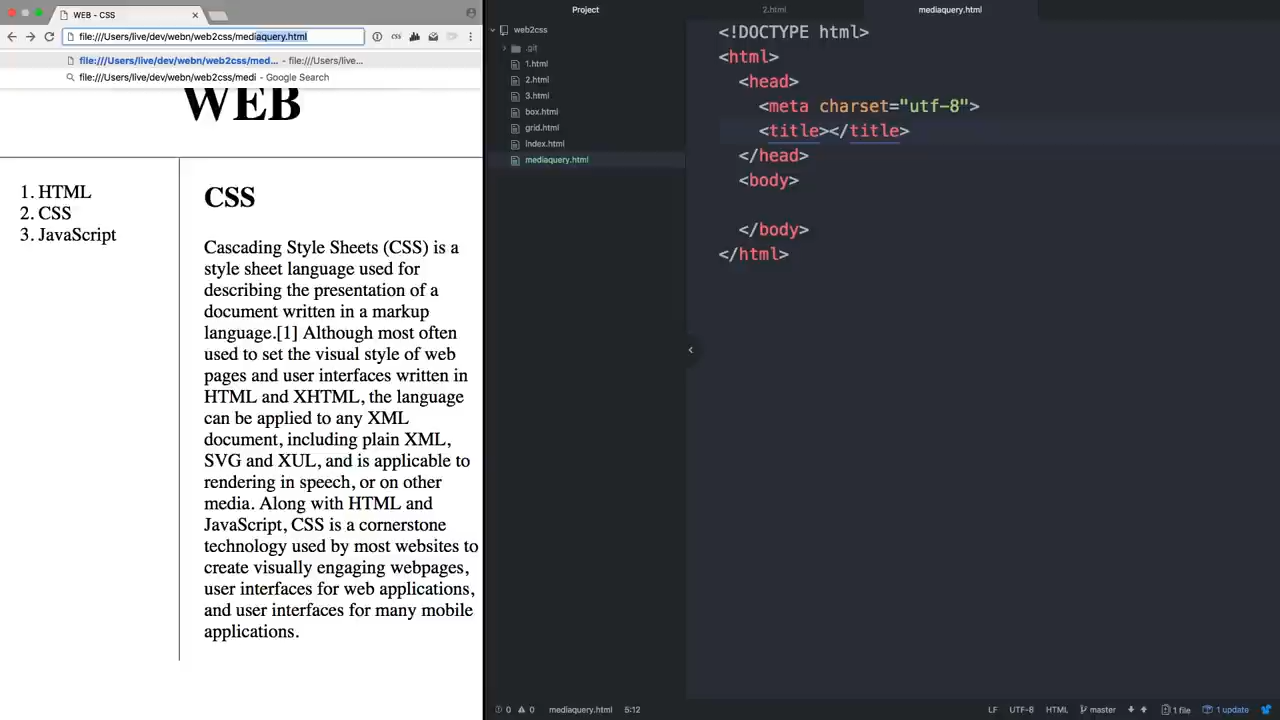 WEB - CSS
file:///Users/live/dev/webn/web2css/mediaquery.html
file:///Users/live/dev/webn/web2css/med... - file:///Users/live...
file:///Users/live/dev/webn/web2css/medi - Google Search
WEB
1. HTML
2. CSS
3. JavaScript
CSS
Cascading Style Sheets (CSS) is a
style sheet language used for
describing the presentation of a
document written in a markup
language.[1] Although most often
used to set the visual style of web
pages and user interfaces written in
HTML and XHTML, the language
can be applied to any XML
document, including plain XML,
SVG and XUL, and is applicable to
rendering in speech, or on other
media. Along with HTML and
JavaScript, CSS is a cornerstone
technology used by most websites to
create visually engaging webpages,
user interfaces for web applications,
and user interfaces for many mobile
applications.
Project
web2css
.git
1.html
2.html
3.html
box.html
grid.html
index.html
mediaquery.html
2.html
mediaquery.html
<!DOCTYPE html>
<html>
<head>
<meta charset="utf-8">
<title></title>
</head>
<body>
</body>
</html>
0 0 mediaquery.html 5:12
LF UTF-8 HTML master 1 file 1 update